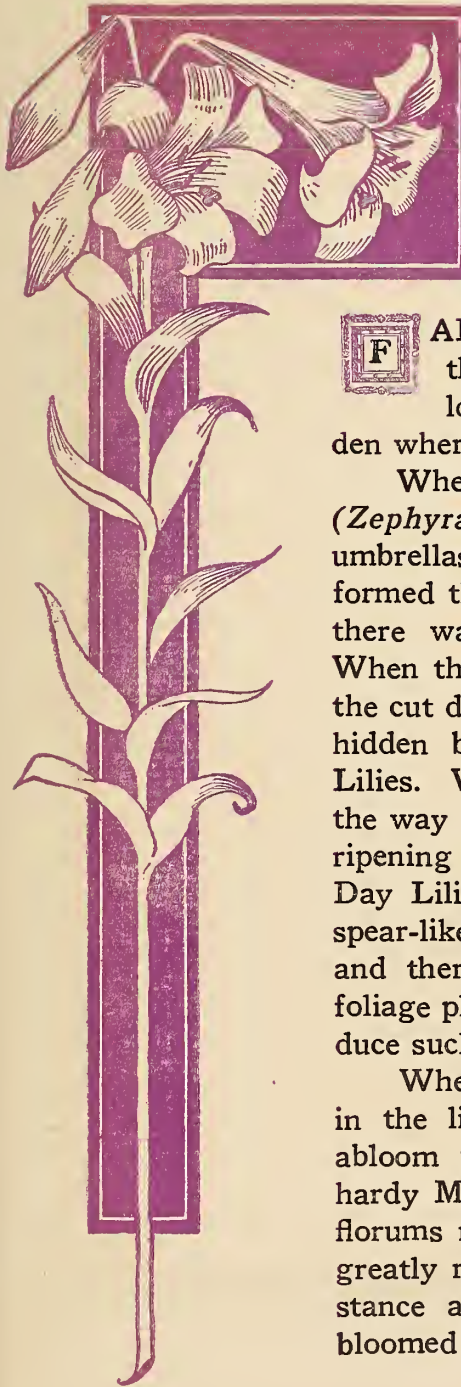 F Al
th
lo
den wher
Whe
(Zephyra
umbrellas
formed th
there wa
When th
the cut d
hidden b
Lilies. V
the way
ripening
Day Lili
spear-like
and ther
foliage pl
duce such
Whe
in the li
abloom
hardy M
florums r
greatly r
stance a
bloomed